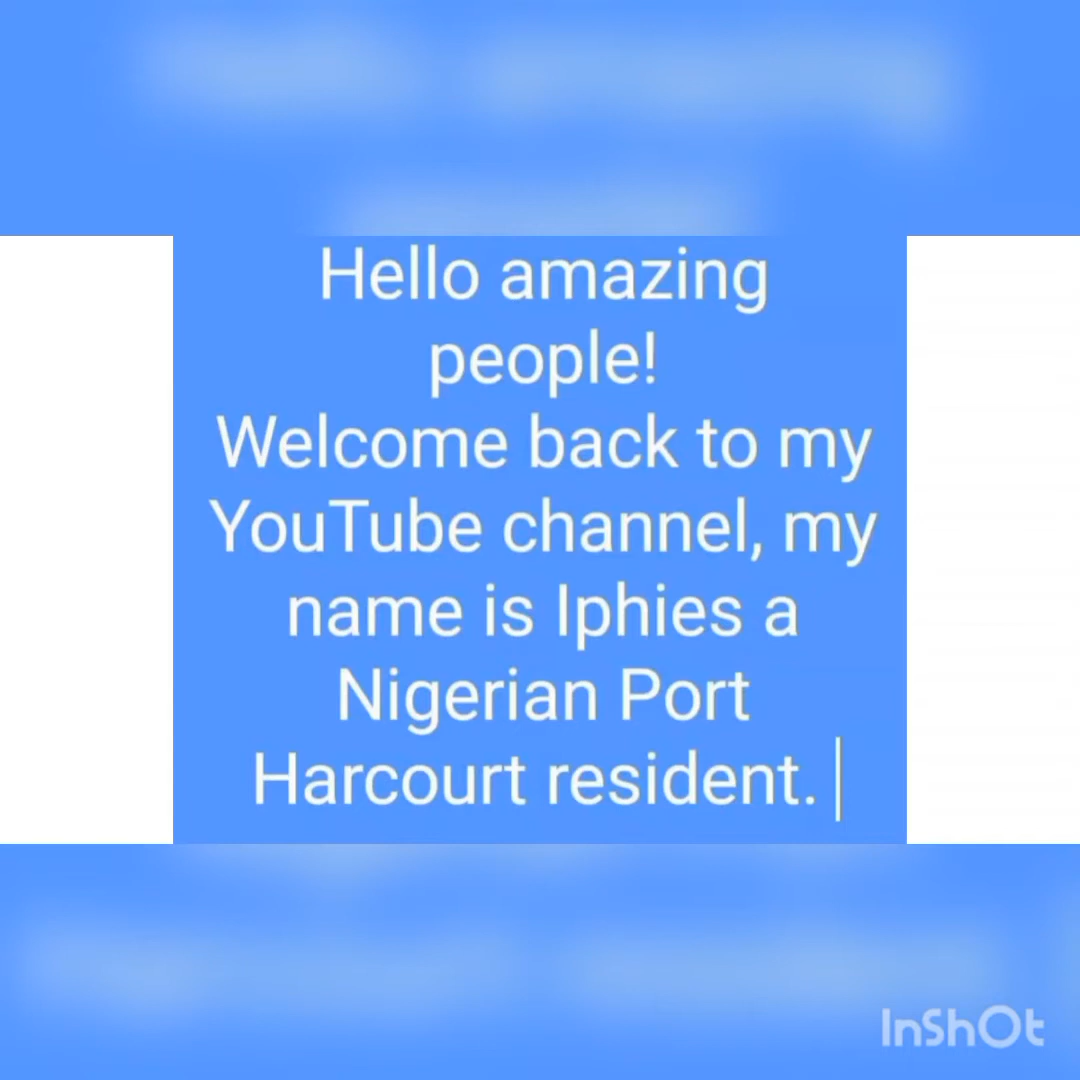 Hello amazing
people!
Welcome back to my
YouTube channel, my
name is Iphies a
Nigerian Port
Harcourt resident.
InShOt